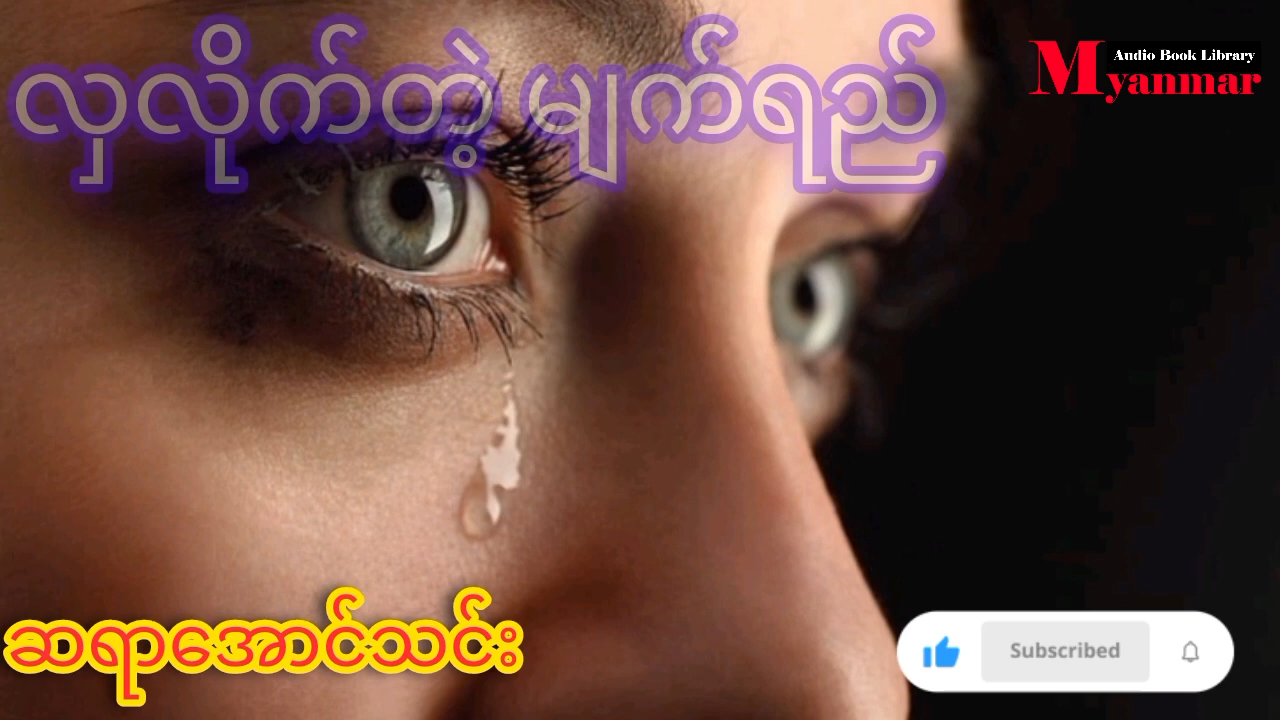 လှလိုက်တဲ့ မျက်ရည်
Audio Book Library
Myanmar
ဆရာအောင်သင်း
Subscribed